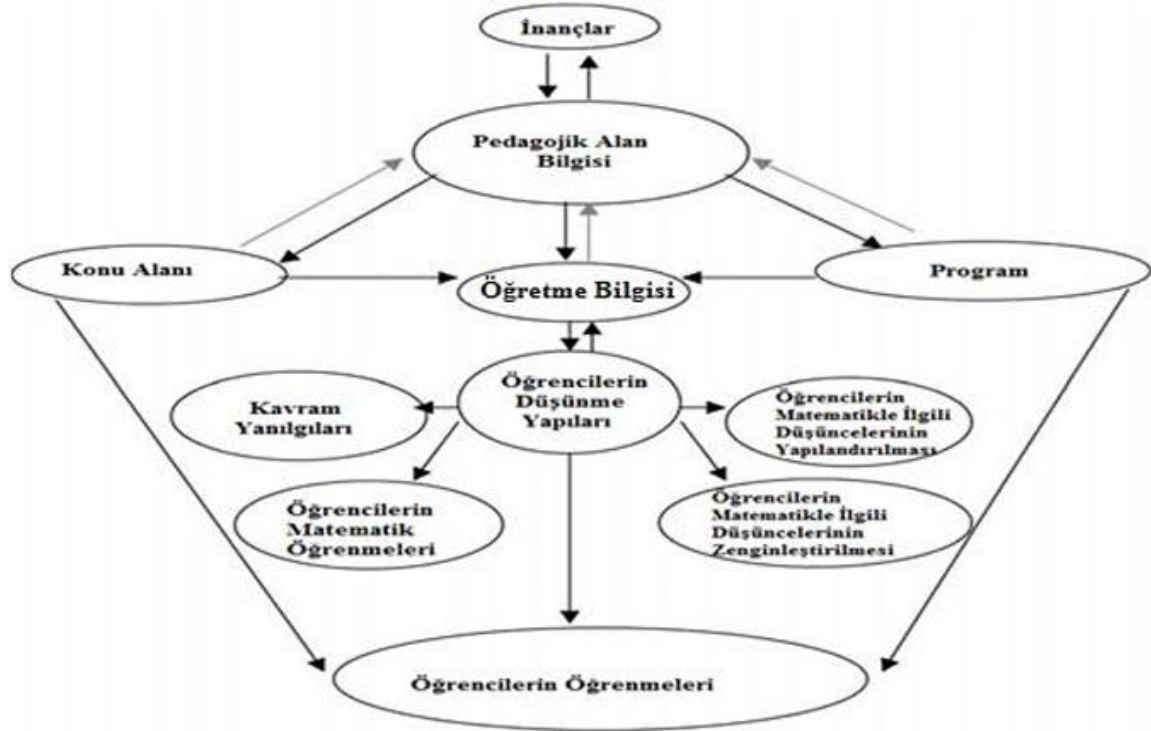 İnançlar
Pedagojik Alan
Bilgisi
Konu Alanı
Öğretme Bilgisi
Program
Öğrencilerin
Düşünme
Yapıları
Kavram
Yanılgıları
Öğrencilerin
Matematikle İlgili
Düşüncelerinin
Yapılandırılması
Öğrencilerin
Matematik
Öğrenmeleri
Öğrencilerin
Matematikle İlgili
Düşüncelerinin
Zenginleştirilmesi
Öğrencilerin Öğrenmeleri